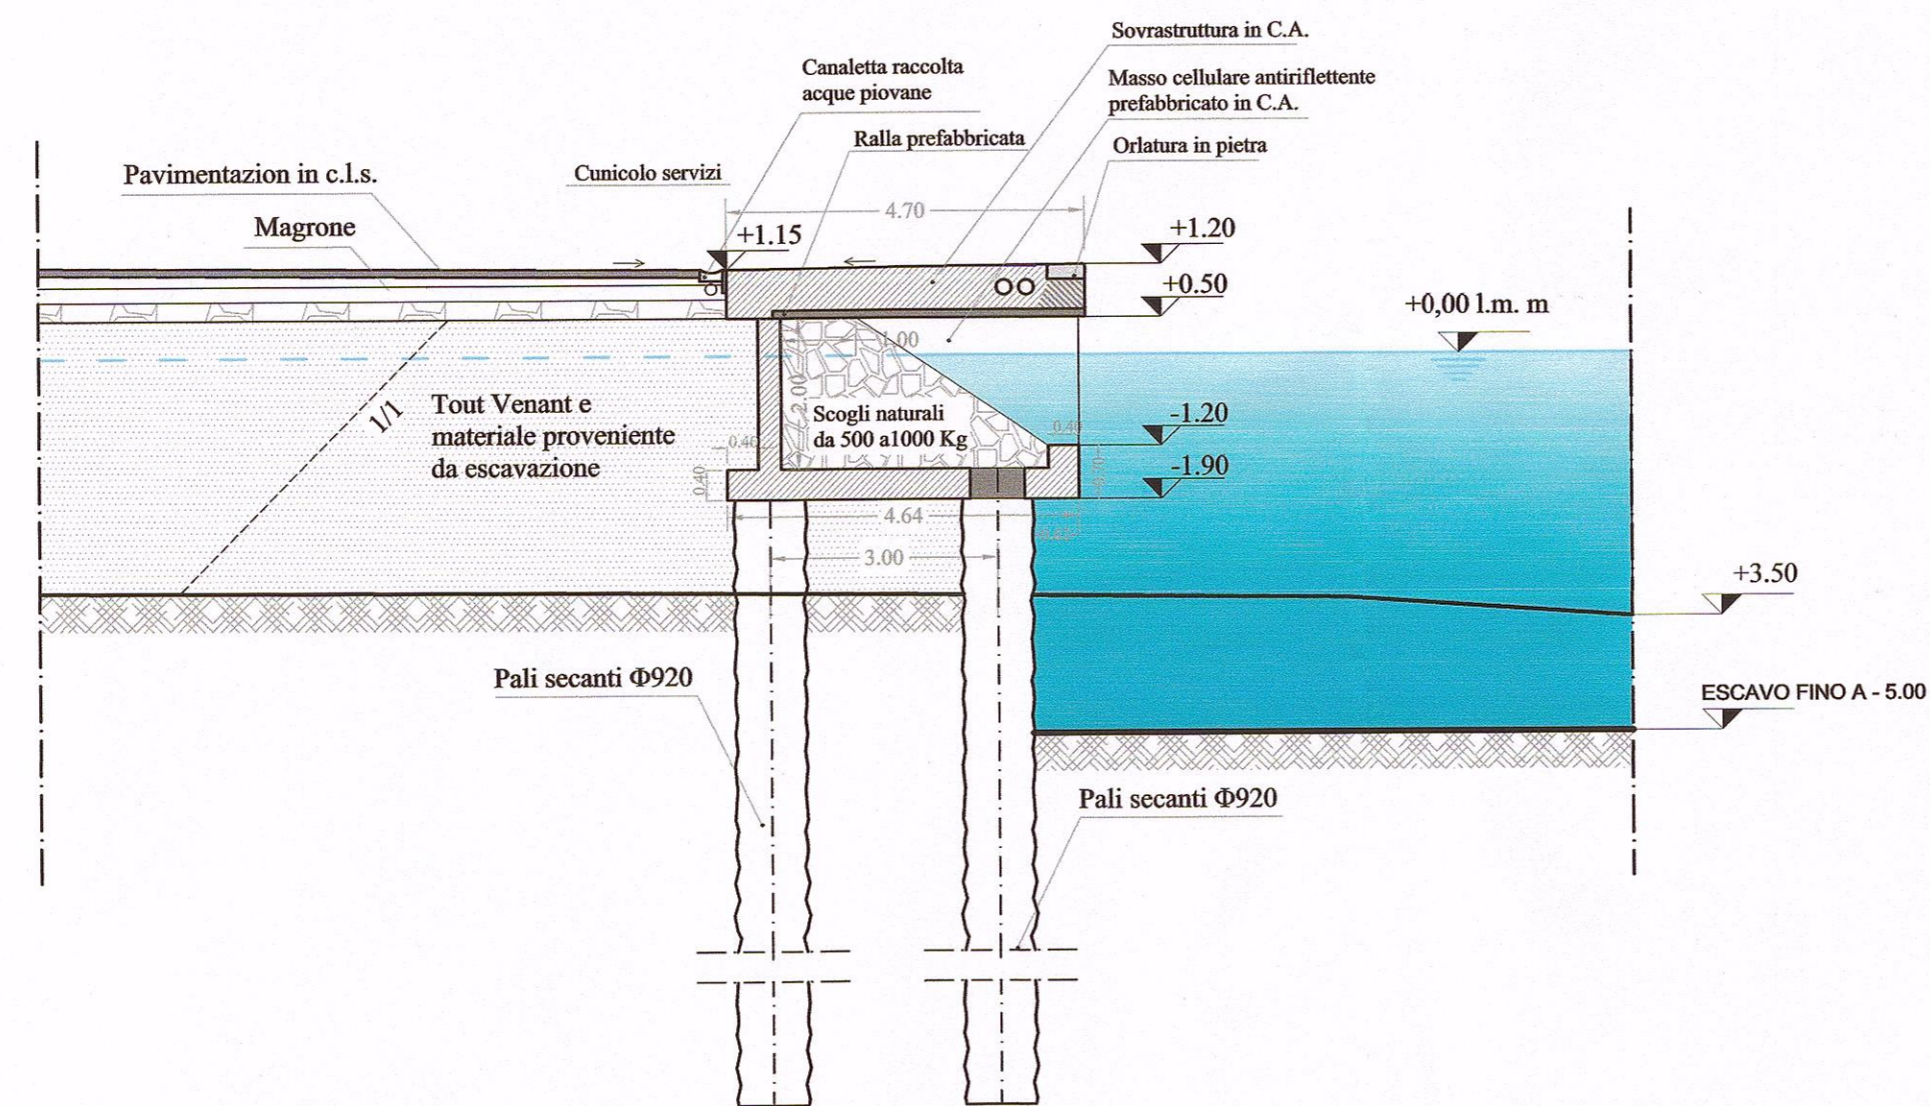 Sovrastruttura in C.A.
Canaletta raccolta
acque piovane
Masso cellulare antiriflettente
prefabbricato in C.A.
Ralla prefabbricata
Orlatura in pietra
Pavimentazion in c.l.s.
Cunicolo servizi
Magrone
4.70
+1.15
+1.20
+0.50
+0,00 l.m. m
1.00
2.00
1/1
Tout Venant e
materiale proveniente
da escavazione
Scogli naturali
da 500 a1000 Kg
0.40
0.40
-1.20
0.40
0.70
-1.90
4.64
3.00
+3.50
Pali secanti Φ920
ESCAVO FINO A - 5.00
Pali secanti Φ920